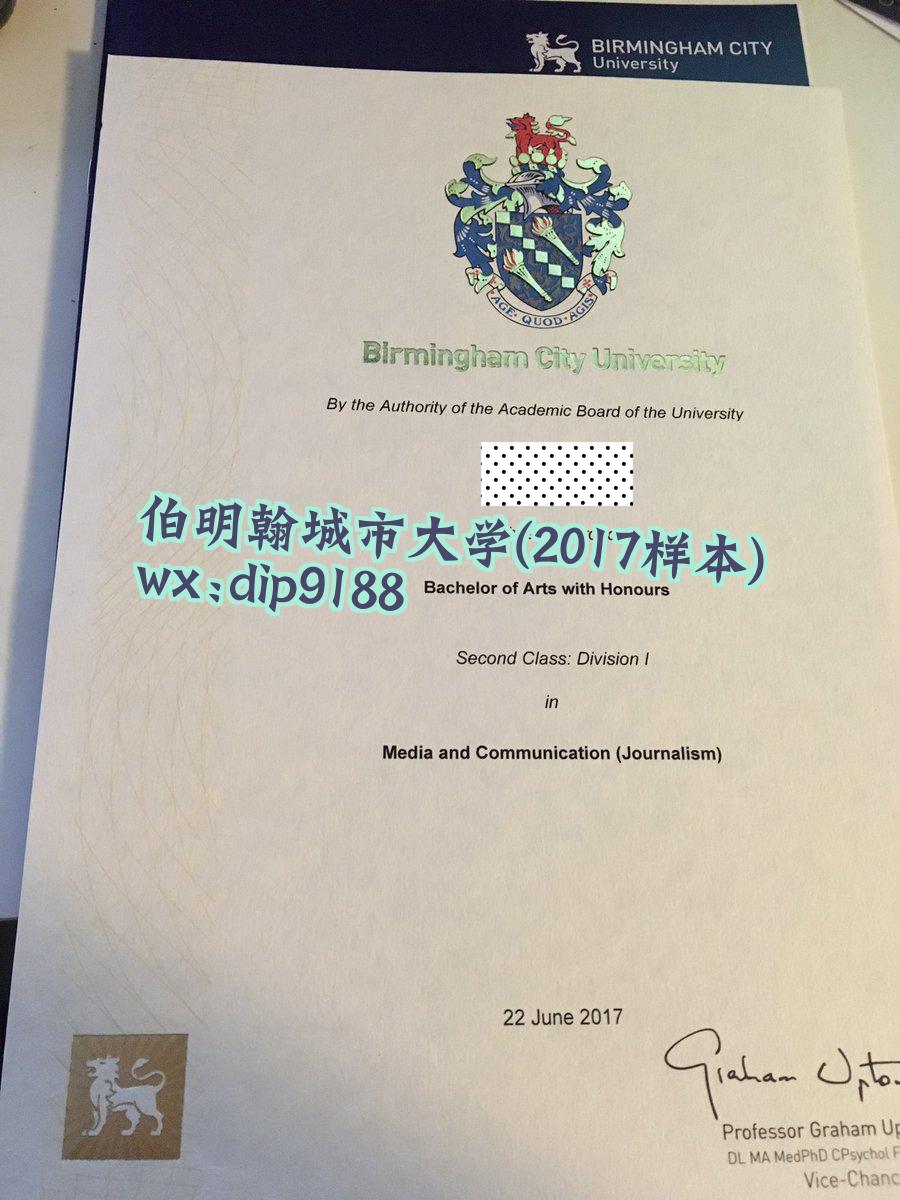 BIRMINGHAM CITY
University
AGE · QUOD · AGIS
Birmingham City University
By the Authority of the Academic Board of the University
伯明翰城市大学(2017样本)
wx:dip9188
Bachelor of Arts with Honours
Second Class: Division I
in
Media and Communication (Journalism)
22 June 2017
Graham
Professor Graham
DL MA MedPhD CPsychol